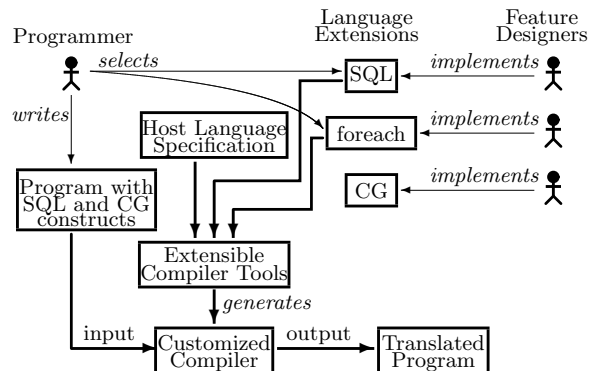 Language
Extensions
Feature
Designers
Programmer
selects
SQL
implements
writes
Host Language
Specification
foreach
implements
Program with
SQL and CG
constructs
CG
implements
Extensible
Compiler Tools
generates
input
Customized
Compiler
output
Translated
Program